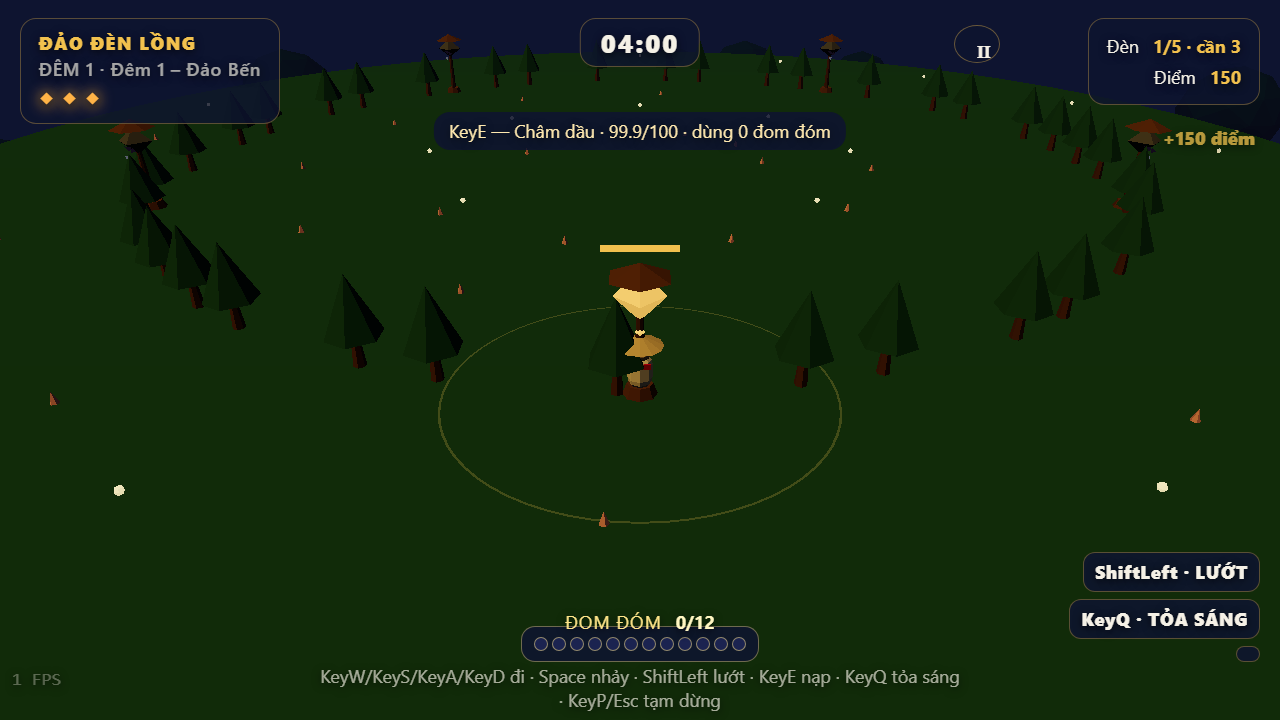 ĐẢO ĐÈN LỒNG
ĐÊM 1 · Đêm 1 – Đảo Bến
04:00
II
Đèn 1/5 · cần 3
Điểm 150
KeyE — Châm dầu · 99.9/100 · dùng 0 đom đóm
+150 điểm
ShiftLeft · LƯỚT
KeyQ · TỎA SÁNG
ĐOM ĐÓM 0/12
KeyW/KeyS/KeyA/KeyD đi · Space nhảy · ShiftLeft lướt · KeyE nạp · KeyQ tỏa sáng
· KeyP/Esc tạm dừng
1 FPS